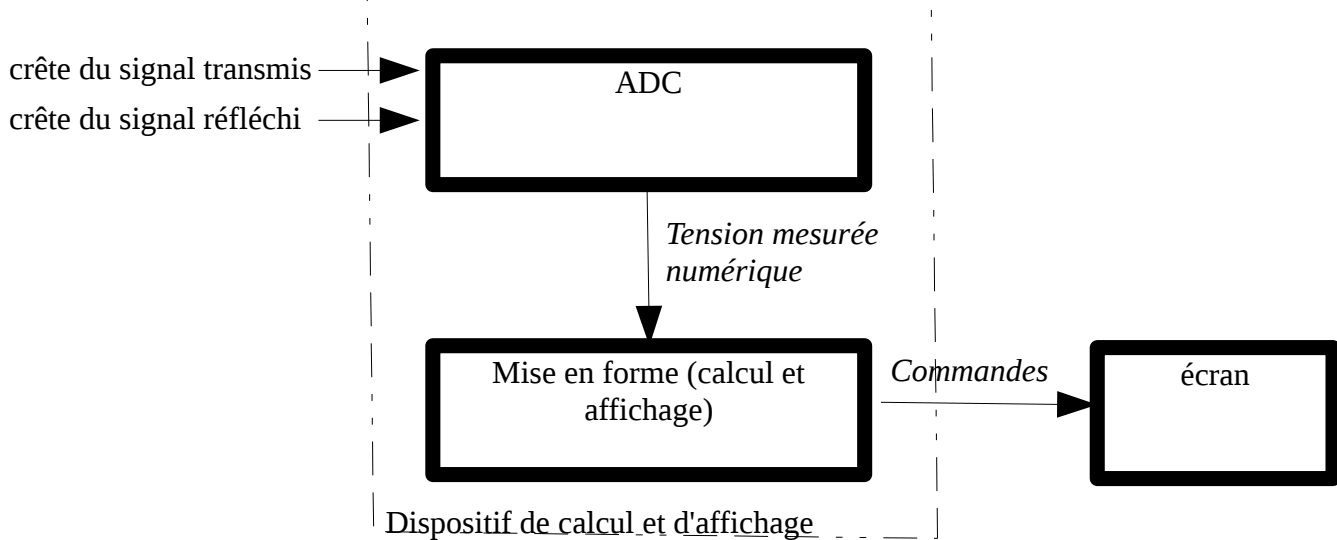 crête du signal transmis
crête du signal réfléchi
ADC
Tension mesurée
numérique
Mise en forme (calcul et
affichage)
Commandes
écran
Dispositif de calcul et d'affichage